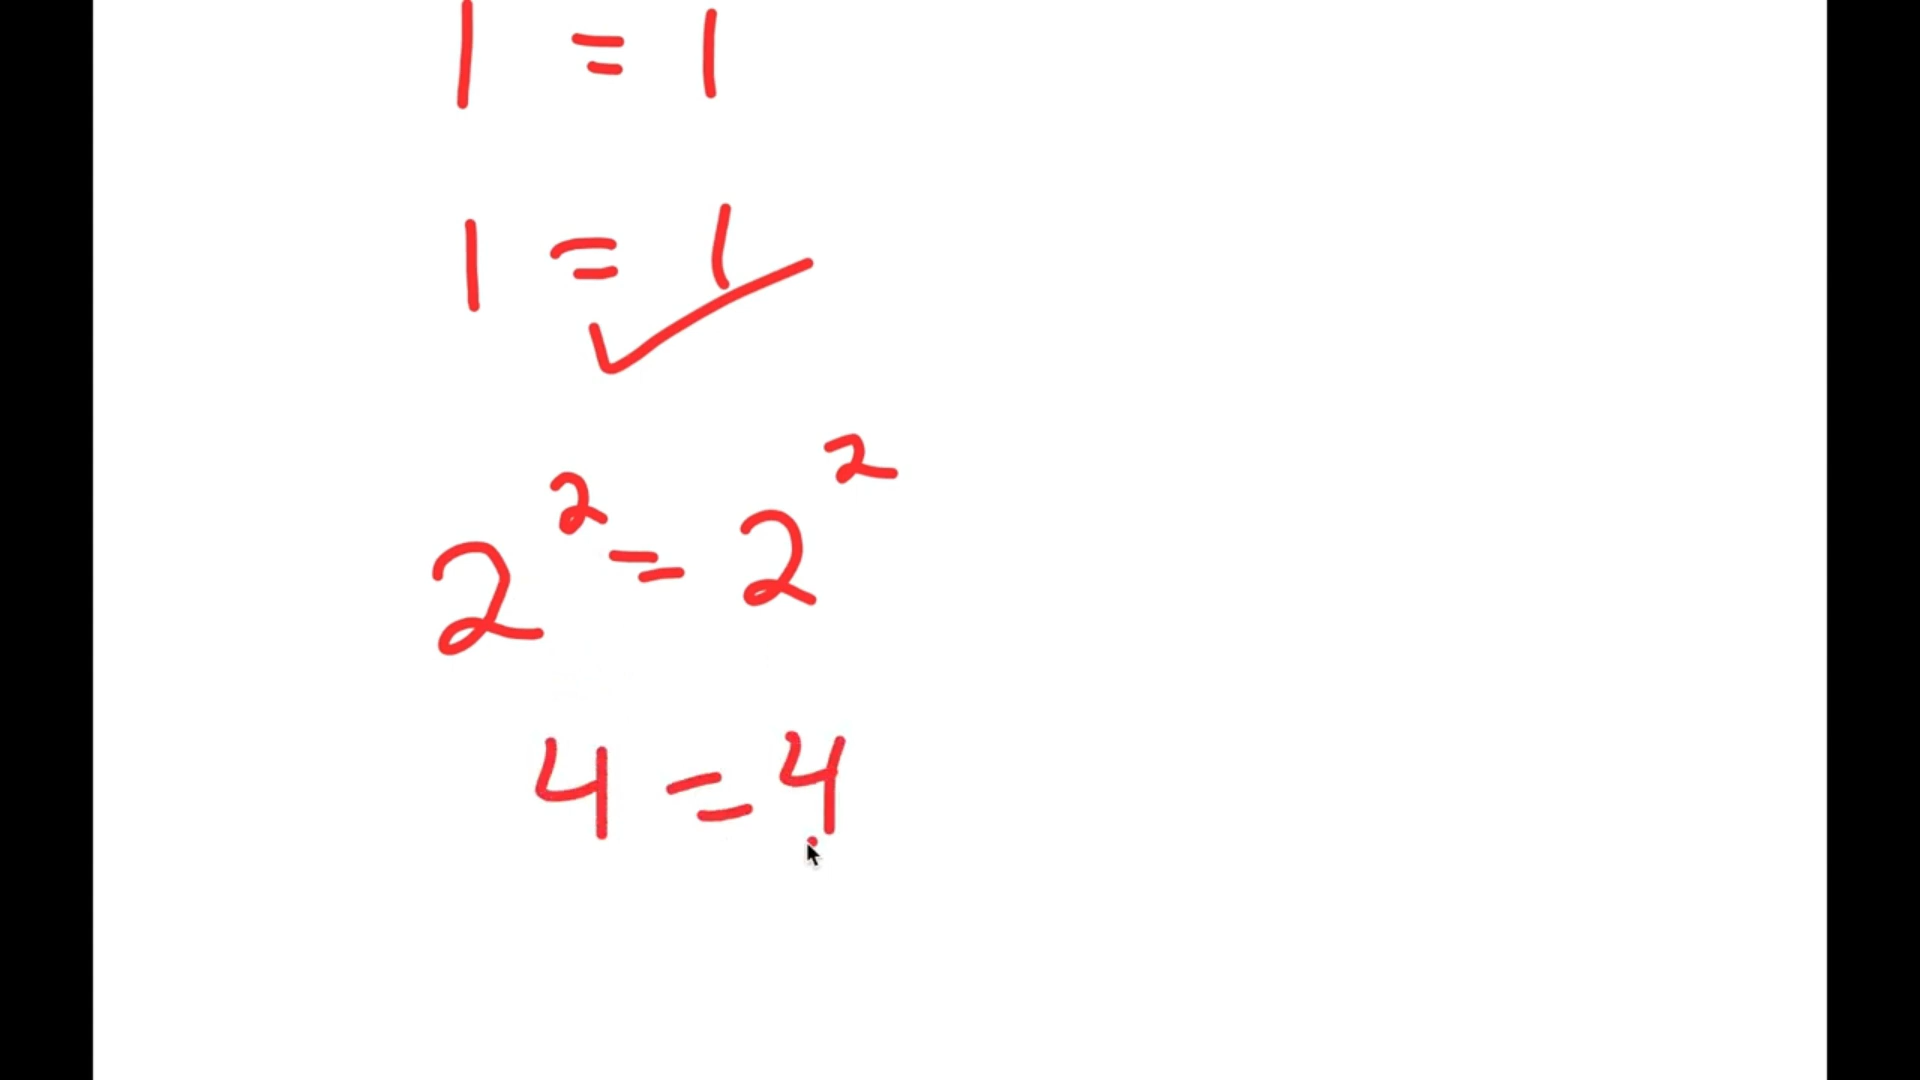 1 = 1
1 = 1 ✓
2² = 2²
4 = 4